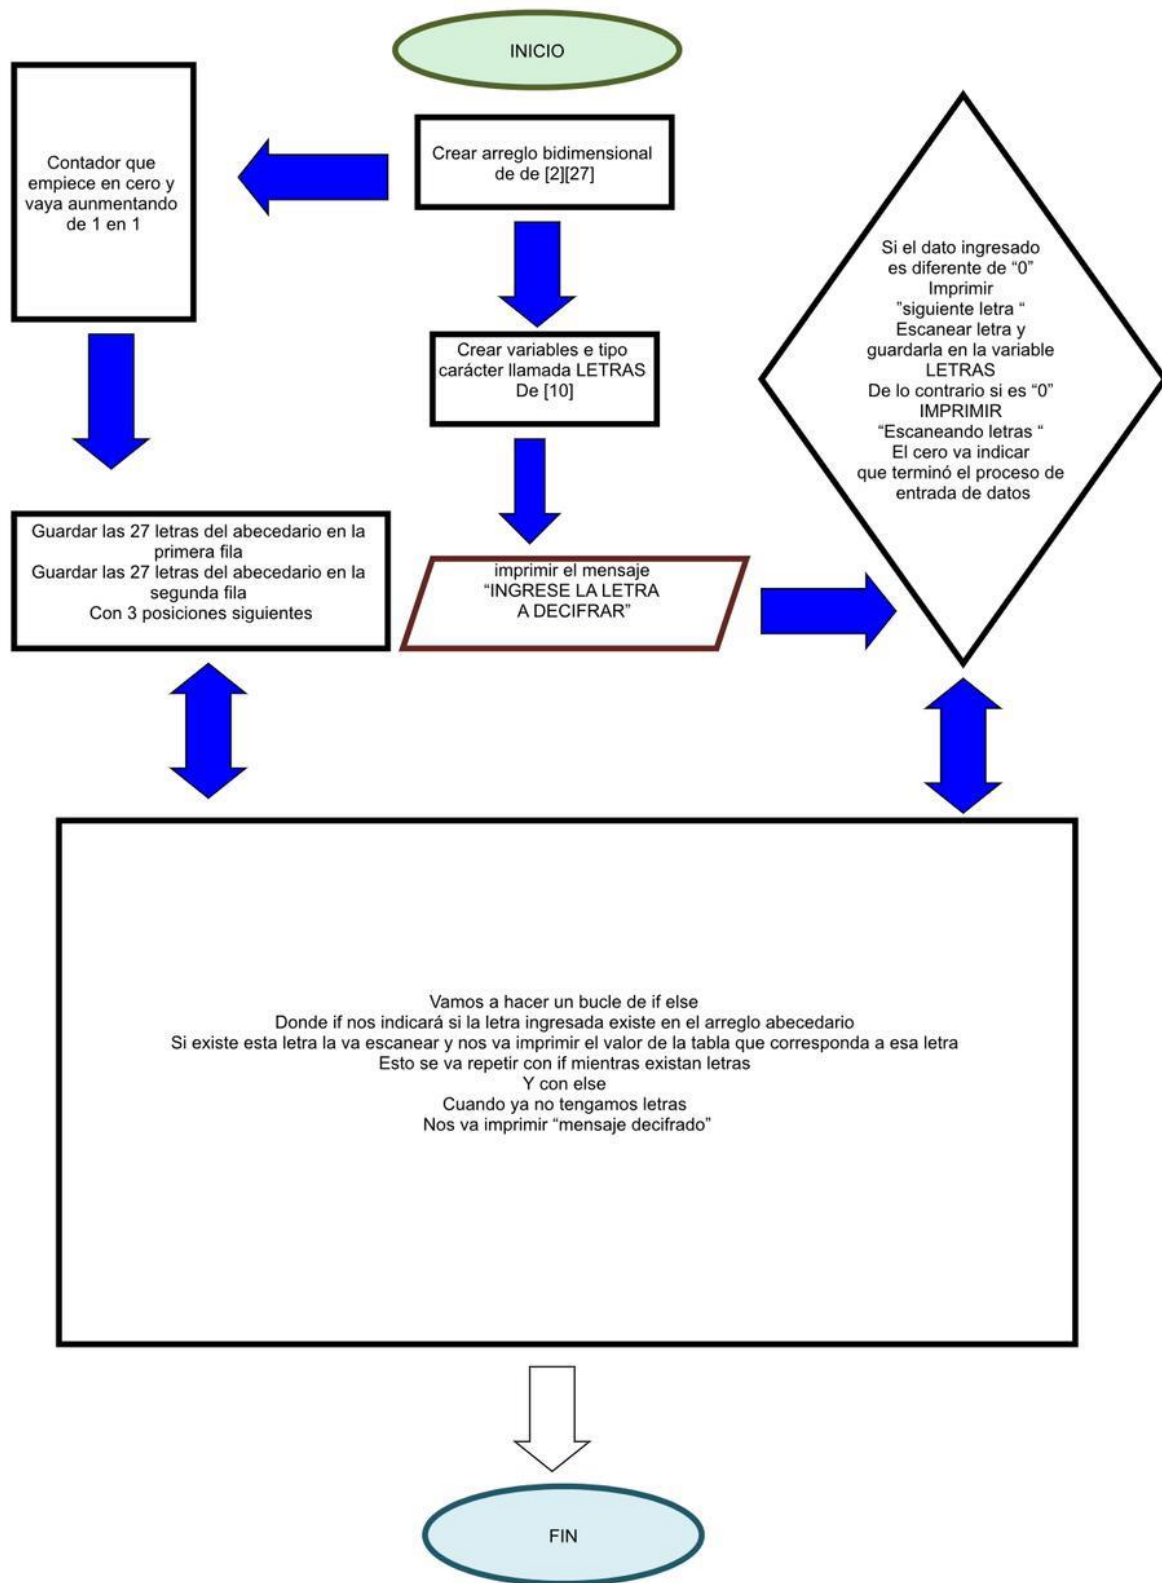 INICIO
Crear arreglo bidimensional
de de [2][27]
Contador que
empiece en cero y
vaya aunmentando
de 1 en 1
Crear variables e tipo
carácter llamada LETRAS
De [10]
Guardar las 27 letras del abecedario en la
primera fila
Guardar las 27 letras del abecedario en la
segunda fila
Con 3 posiciones siguientes
imprimir el mensaje
“INGRESE LA LETRA
A DECIFRAR”
Si el dato ingresado
es diferente de “0”
Imprimir
”siguiente letra “
Escanear letra y
guardarla en la variable
LETRAS
De lo contrario si es “0”
IMPRIMIR
“Escaneando letras “
El cero va indicar
que terminó el proceso de
entrada de datos
Vamos a hacer un bucle de if else
Donde if nos indicará si la letra ingresada existe en el arreglo abecedario
Si existe esta letra la va escanear y nos va imprimir el valor de la tabla que corresponda a esa letra
Esto se va repetir con if mientras existan letras
Y con else
Cuando ya no tengamos letras
Nos va imprimir “mensaje decifrado”
FIN